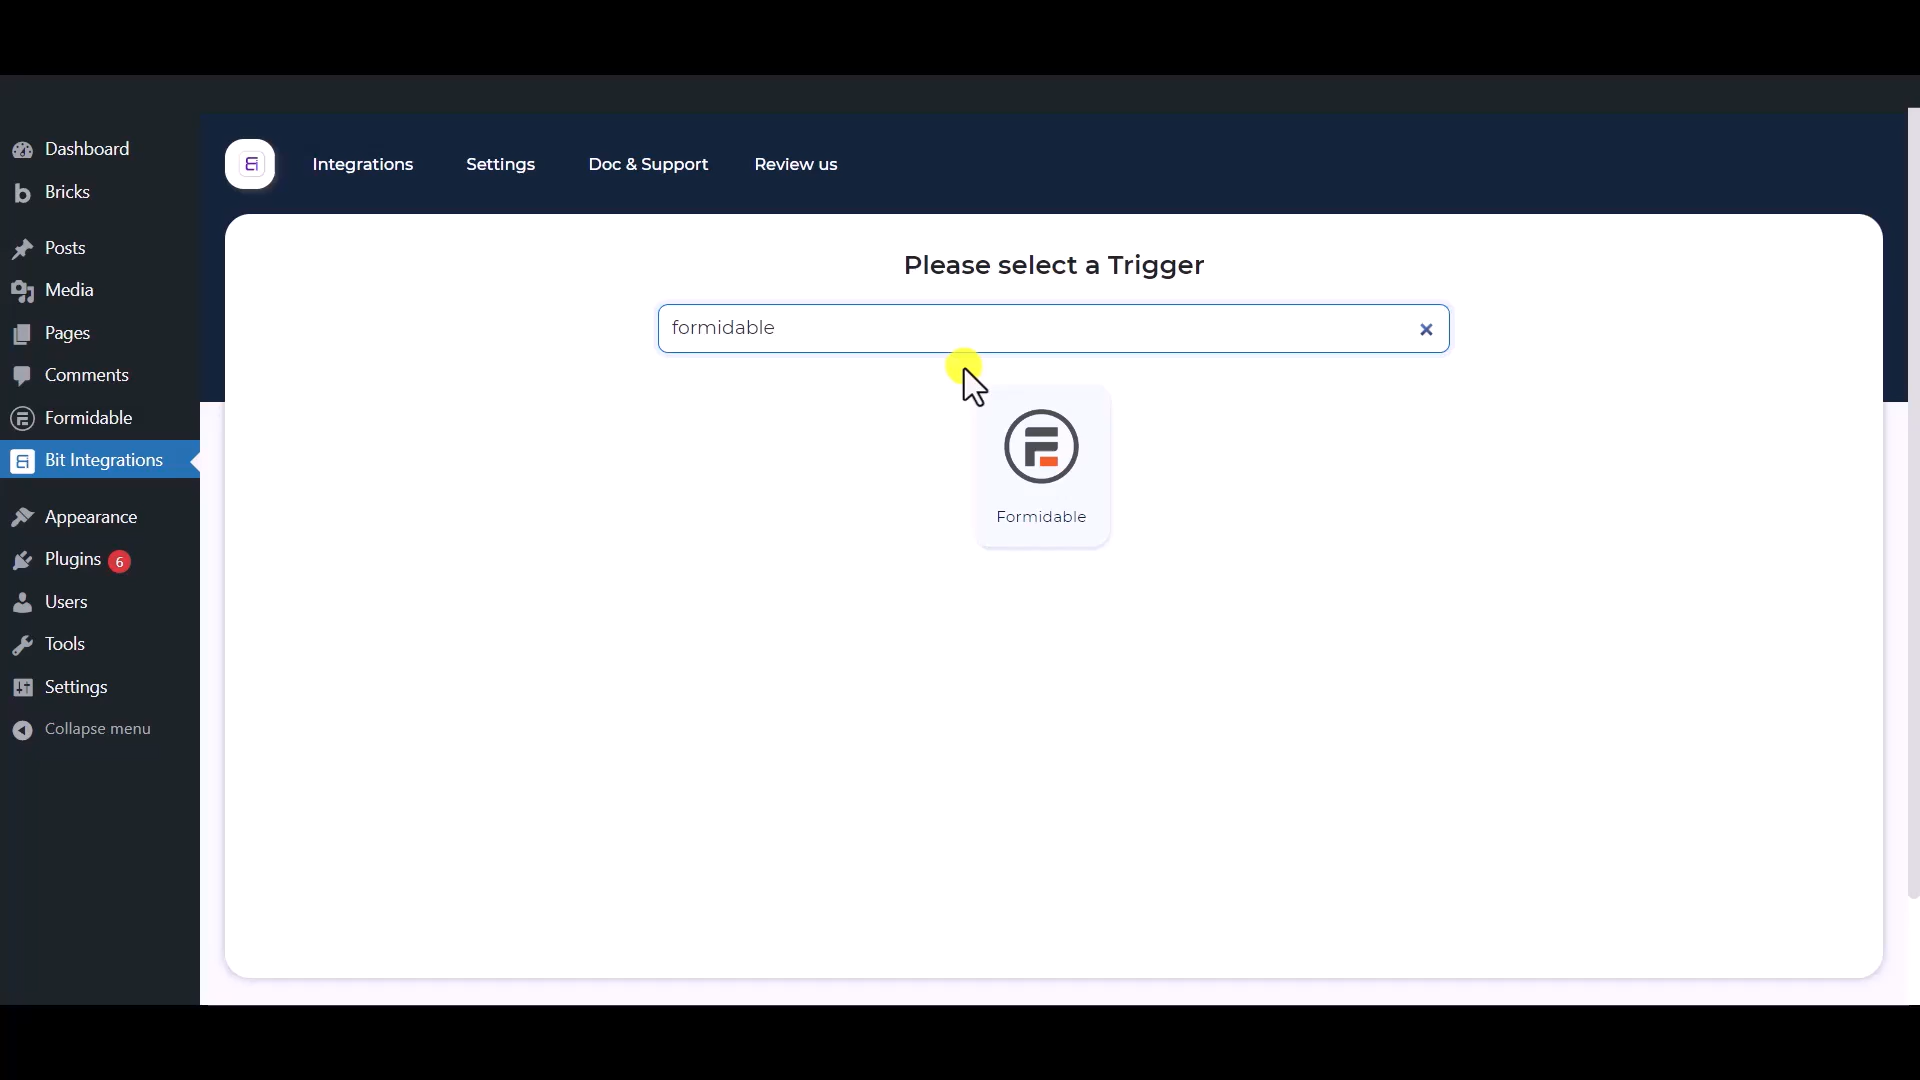 Dashboard
Bricks
Posts
Media
Pages
Comments
Formidable
Bit Integrations
Appearance
Plugins 6
Users
Tools
Settings
Collapse menu
Integrations Settings Doc & Support Review us
Please select a Trigger
formidable
Formidable